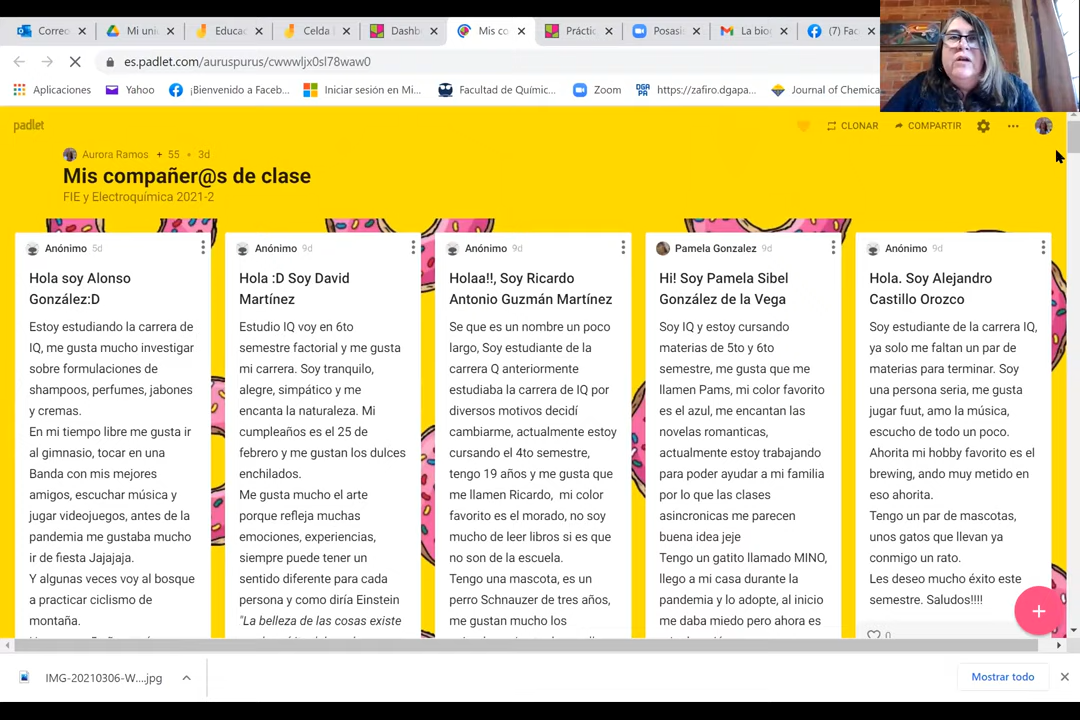 Correo
Mi uni
Educac
Celda
Dashb
Mis co
Práctic
Posasis
La biog
(7) Fac
es.padlet.com/auruspurus/cwwwljx0sl78waw0
Aplicaciones
Yahoo
¡Bienvenido a Faceb...
Iniciar sesión en Mi...
Facultad de Químic...
Zoom
DGAPA
https://zafiro.dgapa...
Journal of Chemica
padlet
CLONAR
COMPARTIR
Aurora Ramos + 55 • 3d
Mis compañer@s de clase
FIE y Electroquímica 2021-2
Anónimo 5d
Hola soy Alonso
González:D
Estoy estudiando la carrera de
IQ, me gusta mucho investigar
sobre formulaciones de
shampoos, perfumes, jabones
y cremas.
En mi tiempo libre me gusta ir
al gimnasio, tocar en una
Banda con mis mejores
amigos, escuchar música y
jugar videojuegos, antes de la
pandemia me gustaba mucho
ir de fiesta Jajajaja.
Y algunas veces voy al bosque
a practicar ciclismo de
montaña.
Anónimo 9d
Hola :D Soy David
Martínez
Estudio IQ voy en 6to
semestre factorial y me gusta
mi carrera. Soy tranquilo,
alegre, simpático y me
encanta la naturaleza. Mi
cumpleaños es el 25 de
febrero y me gustan los dulces
enchilados.
Me gusta mucho el arte
porque refleja muchas
emociones, experiencias,
siempre puede tener un
sentido diferente para cada
persona y como diría Einstein
"La belleza de las cosas existe
Anónimo 9d
Holaa!!, Soy Ricardo
Antonio Guzmán Martínez
Se que es un nombre un poco
largo, Soy estudiante de la
carrera Q anteriormente
estudiaba la carrera de IQ por
diversos motivos decidí
cambiarme, actualmente estoy
cursando el 4to semestre,
tengo 19 años y me gusta que
me llamen Ricardo, mi color
favorito es el morado, no soy
mucho de leer libros si es que
no son de la escuela.
Tengo una mascota, es un
perro Schnauzer de tres años,
me gustan mucho los
Pamela Gonzalez 9d
Hi! Soy Pamela Sibel
González de la Vega
Soy IQ y estoy cursando
materias de 5to y 6to
semestre, me gusta que me
llamen Pams, mi color favorito
es el azul, me encantan las
novelas romanticas,
actualmente estoy trabajando
para poder ayudar a mi familia
por lo que las clases
asincronicas me parecen
buena idea jeje
Tengo un gatito llamado MINO,
llego a mi casa durante la
pandemia y lo adopte, al inicio
me daba miedo pero ahora es
Anónimo 9d
Hola. Soy Alejandro
Castillo Orozco
Soy estudiante de la carrera IQ,
ya solo me faltan un par de
materias para terminar. Soy
una persona seria, me gusta
jugar fuut, amo la música,
escucho de todo un poco.
Ahorita mi hobby favorito es el
brewing, ando muy metido en
eso ahorita.
Tengo un par de mascotas,
unos gatos que llevan ya
conmigo un rato.
Les deseo mucho éxito este
semestre. Saludos!!!!
0
IMG-20210306-W....jpg
Mostrar todo